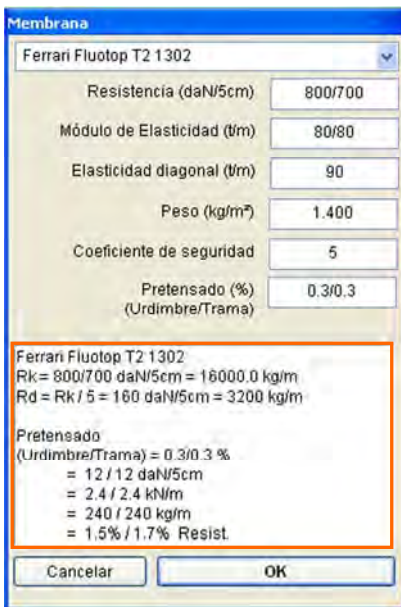 Membrana
Ferrari Fluotop T2 1302
Resistencia (daN/5cm) 800/700
Módulo de Elasticidad (t/m) 80/80
Elasticidad diagonal (t/m) 90
Peso (kg/m²) 1.400
Coeficiente de seguridad 5
Pretensado (%) 0.3/0.3
(Urdimbre/Trama)
Ferrari Fluotop T2 1302
Rk= 800/700 daN/5cm = 16000.0 kg/m
Rd = Rk / 5 = 160 daN/5cm = 3200 kg/m
Pretensado
(Urdimbre/Trama) = 0.3/0.3 %
= 12 / 12 daN/5cm
= 2.4 / 2.4 kN/m
= 240 / 240 kg/m
= 1.5% / 1.7% Resist.
Cancelar OK